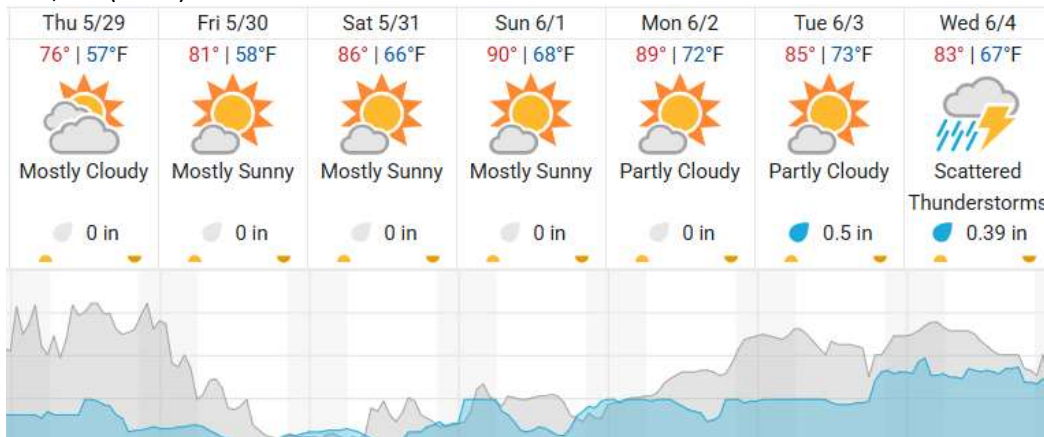 Thu 5/29 Fri 5/30 Sat 5/31 Sun 6/1 Mon 6/2 Tue 6/3 Wed 6/4
76° | 57°F 81° | 58°F 86° | 66°F 90° | 68°F 89° | 72°F 85° | 73°F 83° | 67°F
Mostly Cloudy Mostly Sunny Mostly Sunny Mostly Sunny Partly Cloudy Partly Cloudy Scattered
Thunderstorms
0 in 0 in 0 in 0 in 0 in 0.5 in 0.39 in